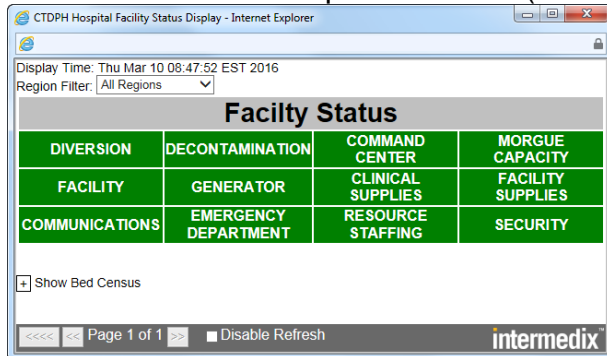 CTDPH Hospital Facility Status Display - Internet Explorer
Display Time: Thu Mar 10 08:47:52 EST 2016
Region Filter: All Regions
Facilty Status
DIVERSION DECONTAMINATION COMMAND CENTER MORGUE CAPACITY
FACILITY GENERATOR CLINICAL SUPPLIES FACILITY SUPPLIES
COMMUNICATIONS EMERGENCY DEPARTMENT RESOURCE STAFFING SECURITY
+ Show Bed Census
<<<< << Page 1 of 1 >> Disable Refresh intermedix™